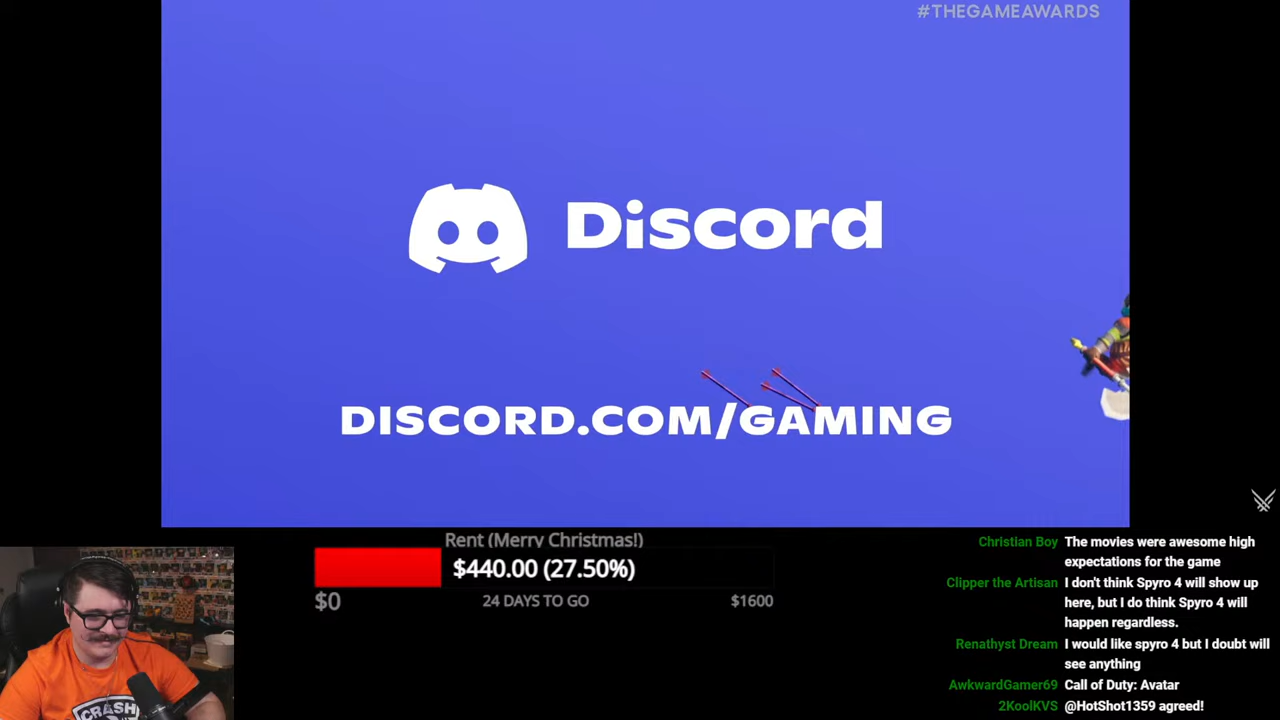 #THEGAMEAWARDS
Discord
DISCORD.COM/GAMING
Rent (Merry Christmas!)
$440.00 (27.50%)
$0
24 DAYS TO GO
$1600
Christian Boy The movies were awesome high
expectations for the game
Clipper the Artisan I don't think Spyro 4 will show up
here, but I do think Spyro 4 will
happen regardless.
Renathyst Dream I would like spyro 4 but I doubt will
see anything
AwkwardGamer69 Call of Duty: Avatar
2KoolKVS @HotShot1359 agreed!
CRASH